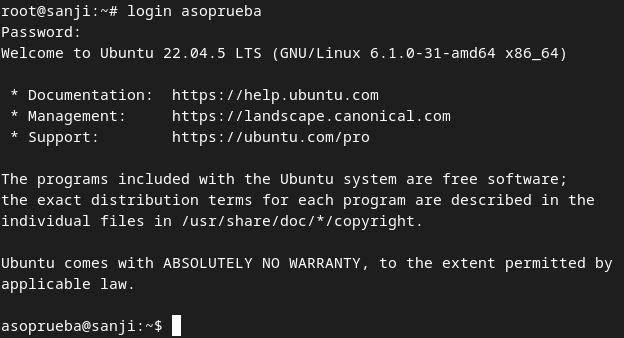 root@sanji:~# login asoprueba
Password:
Welcome to Ubuntu 22.04.5 LTS (GNU/Linux 6.1.0-31-amd64 x86_64)
* Documentation:  https://help.ubuntu.com
* Management:     https://landscape.canonical.com
* Support:        https://ubuntu.com/pro
The programs included with the Ubuntu system are free software;
the exact distribution terms for each program are described in the
individual files in /usr/share/doc/*/copyright.
Ubuntu comes with ABSOLUTELY NO WARRANTY, to the extent permitted by
applicable law.
asoprueba@sanji:~$